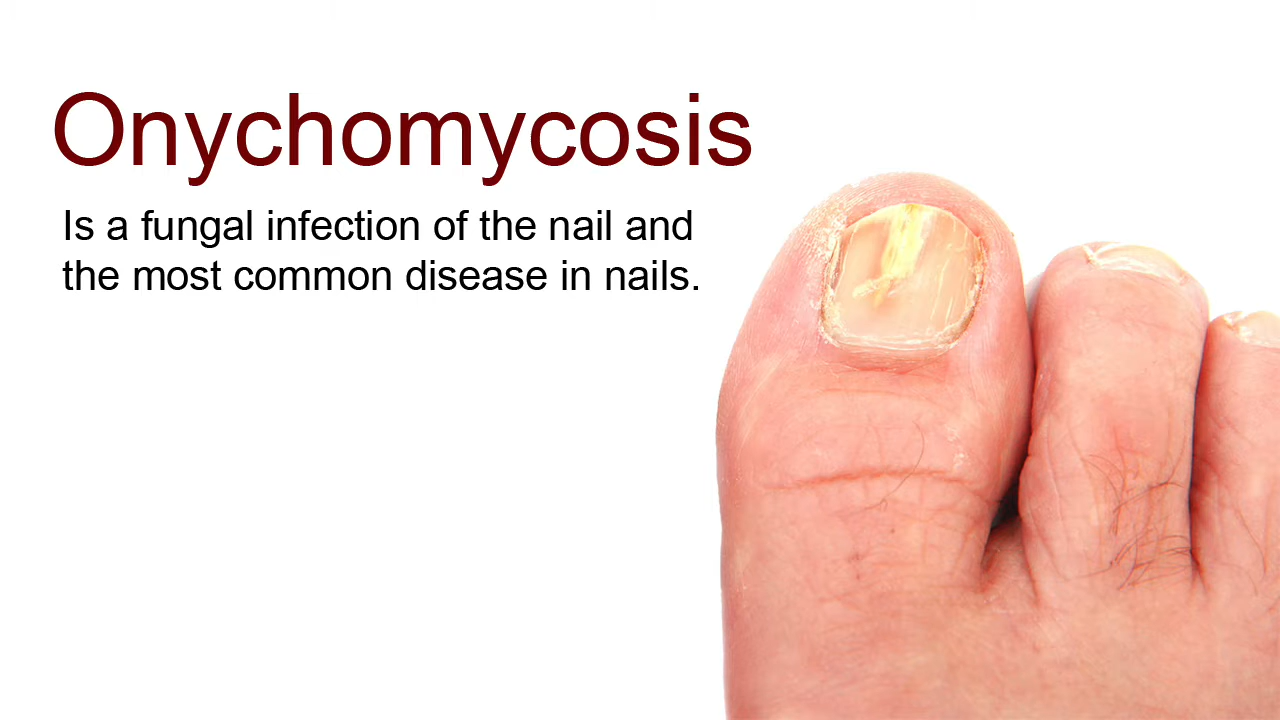 Onychomycosis
Is a fungal infection of the nail and
the most common disease in nails.